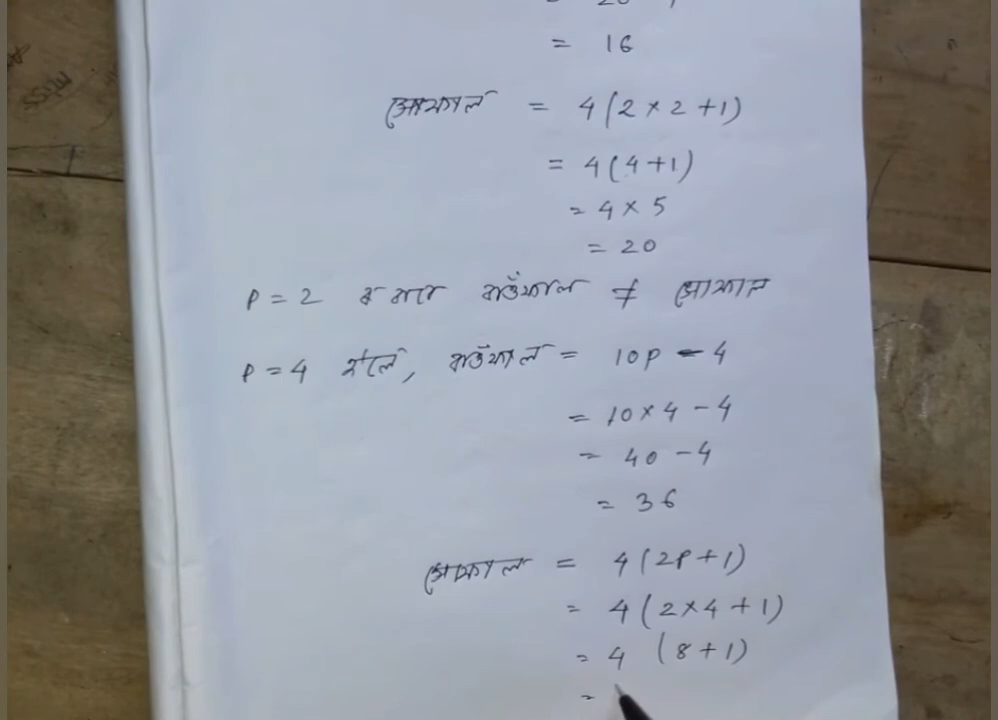 = 16
সোঁফাল = 4(2 × 2 + 1)
= 4(4+1)
= 4 × 5
= 20
P = 2 ৰ বাবে বাওঁফাল ≠ সোঁফাল
P = 4 হ'লে, বাওঁফাল = 10P - 4
= 10 × 4 - 4
= 40 - 4
= 36
সোঁফাল = 4(2P+1)
= 4(2×4+1)
= 4 (8+1)
=